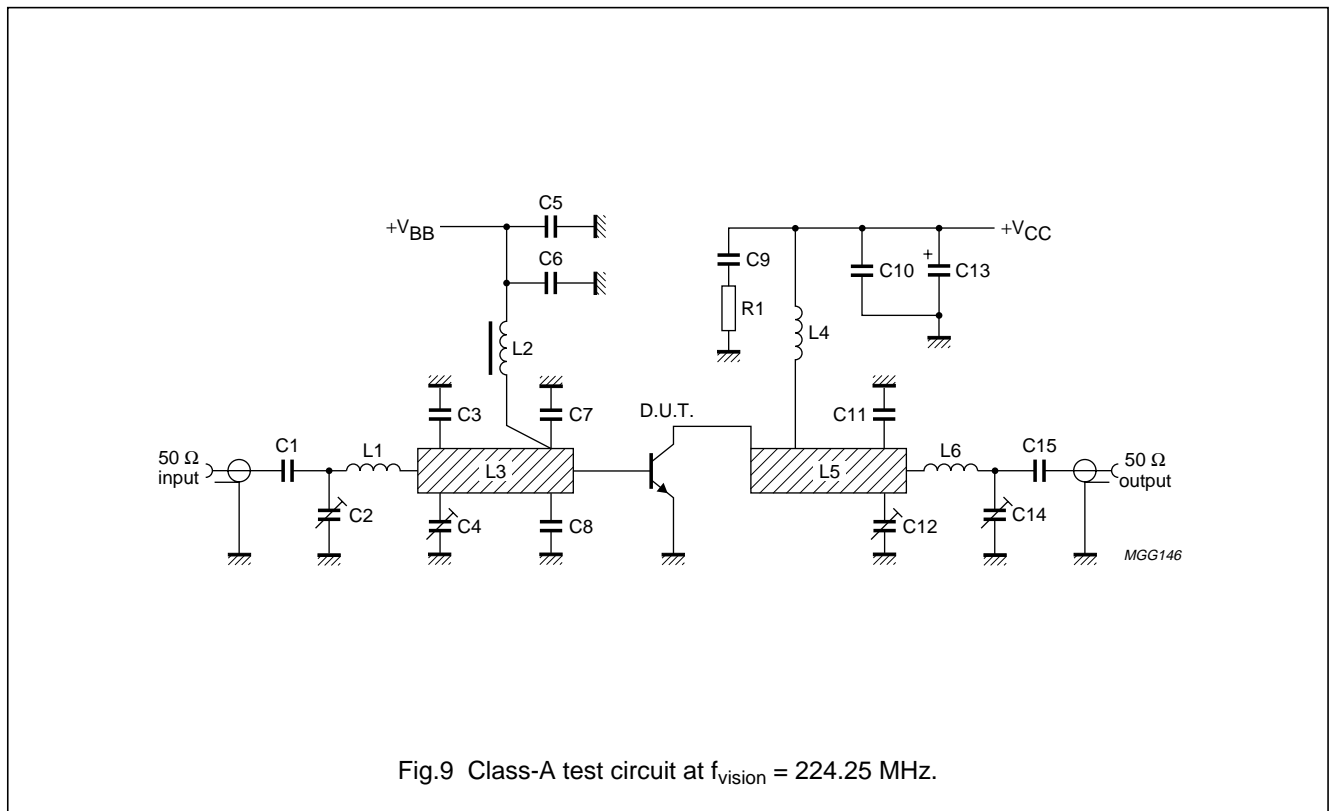 C5
+VBB
+VCC
C6
C9
C10
+
C13
R1
L2
L4
C3
C7
D.U.T.
C11
50 Ω
input
C1
L1
L3
L5
L6
C15
50 Ω
output
C2
C4
C8
C12
C14
MGG146
Fig.9 Class-A test circuit at fvision = 224.25 MHz.